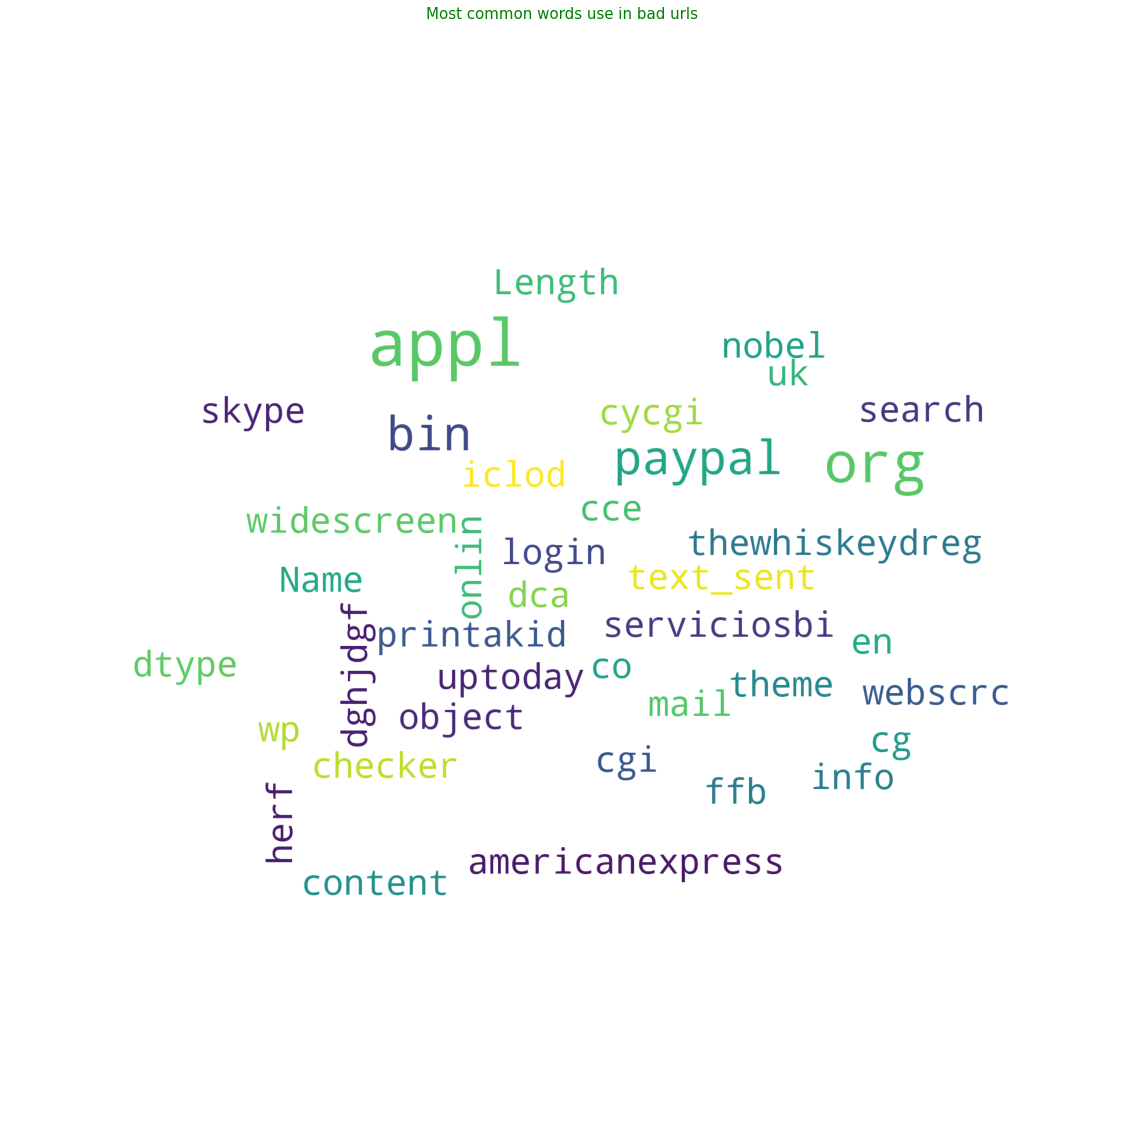 Most common words use in bad urls
Length
appl
nobel
uk
skype
cycgi
search
bin
paypal
org
iclod
cce
widescreen
onlin
login
thewhiskeydreg
Name
dca
text_sent
dghjdgf
printakid
serviciosbi
en
dtype
uptoday
co
theme
webscrc
mail
object
wp
cg
checker
cgi
info
ffb
herf
americanexpress
content